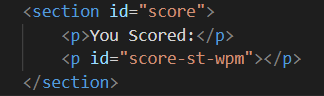 <section id="score">
    <p>You Scored:</p>
    <p id="score-st-wpm"></p>
</section>